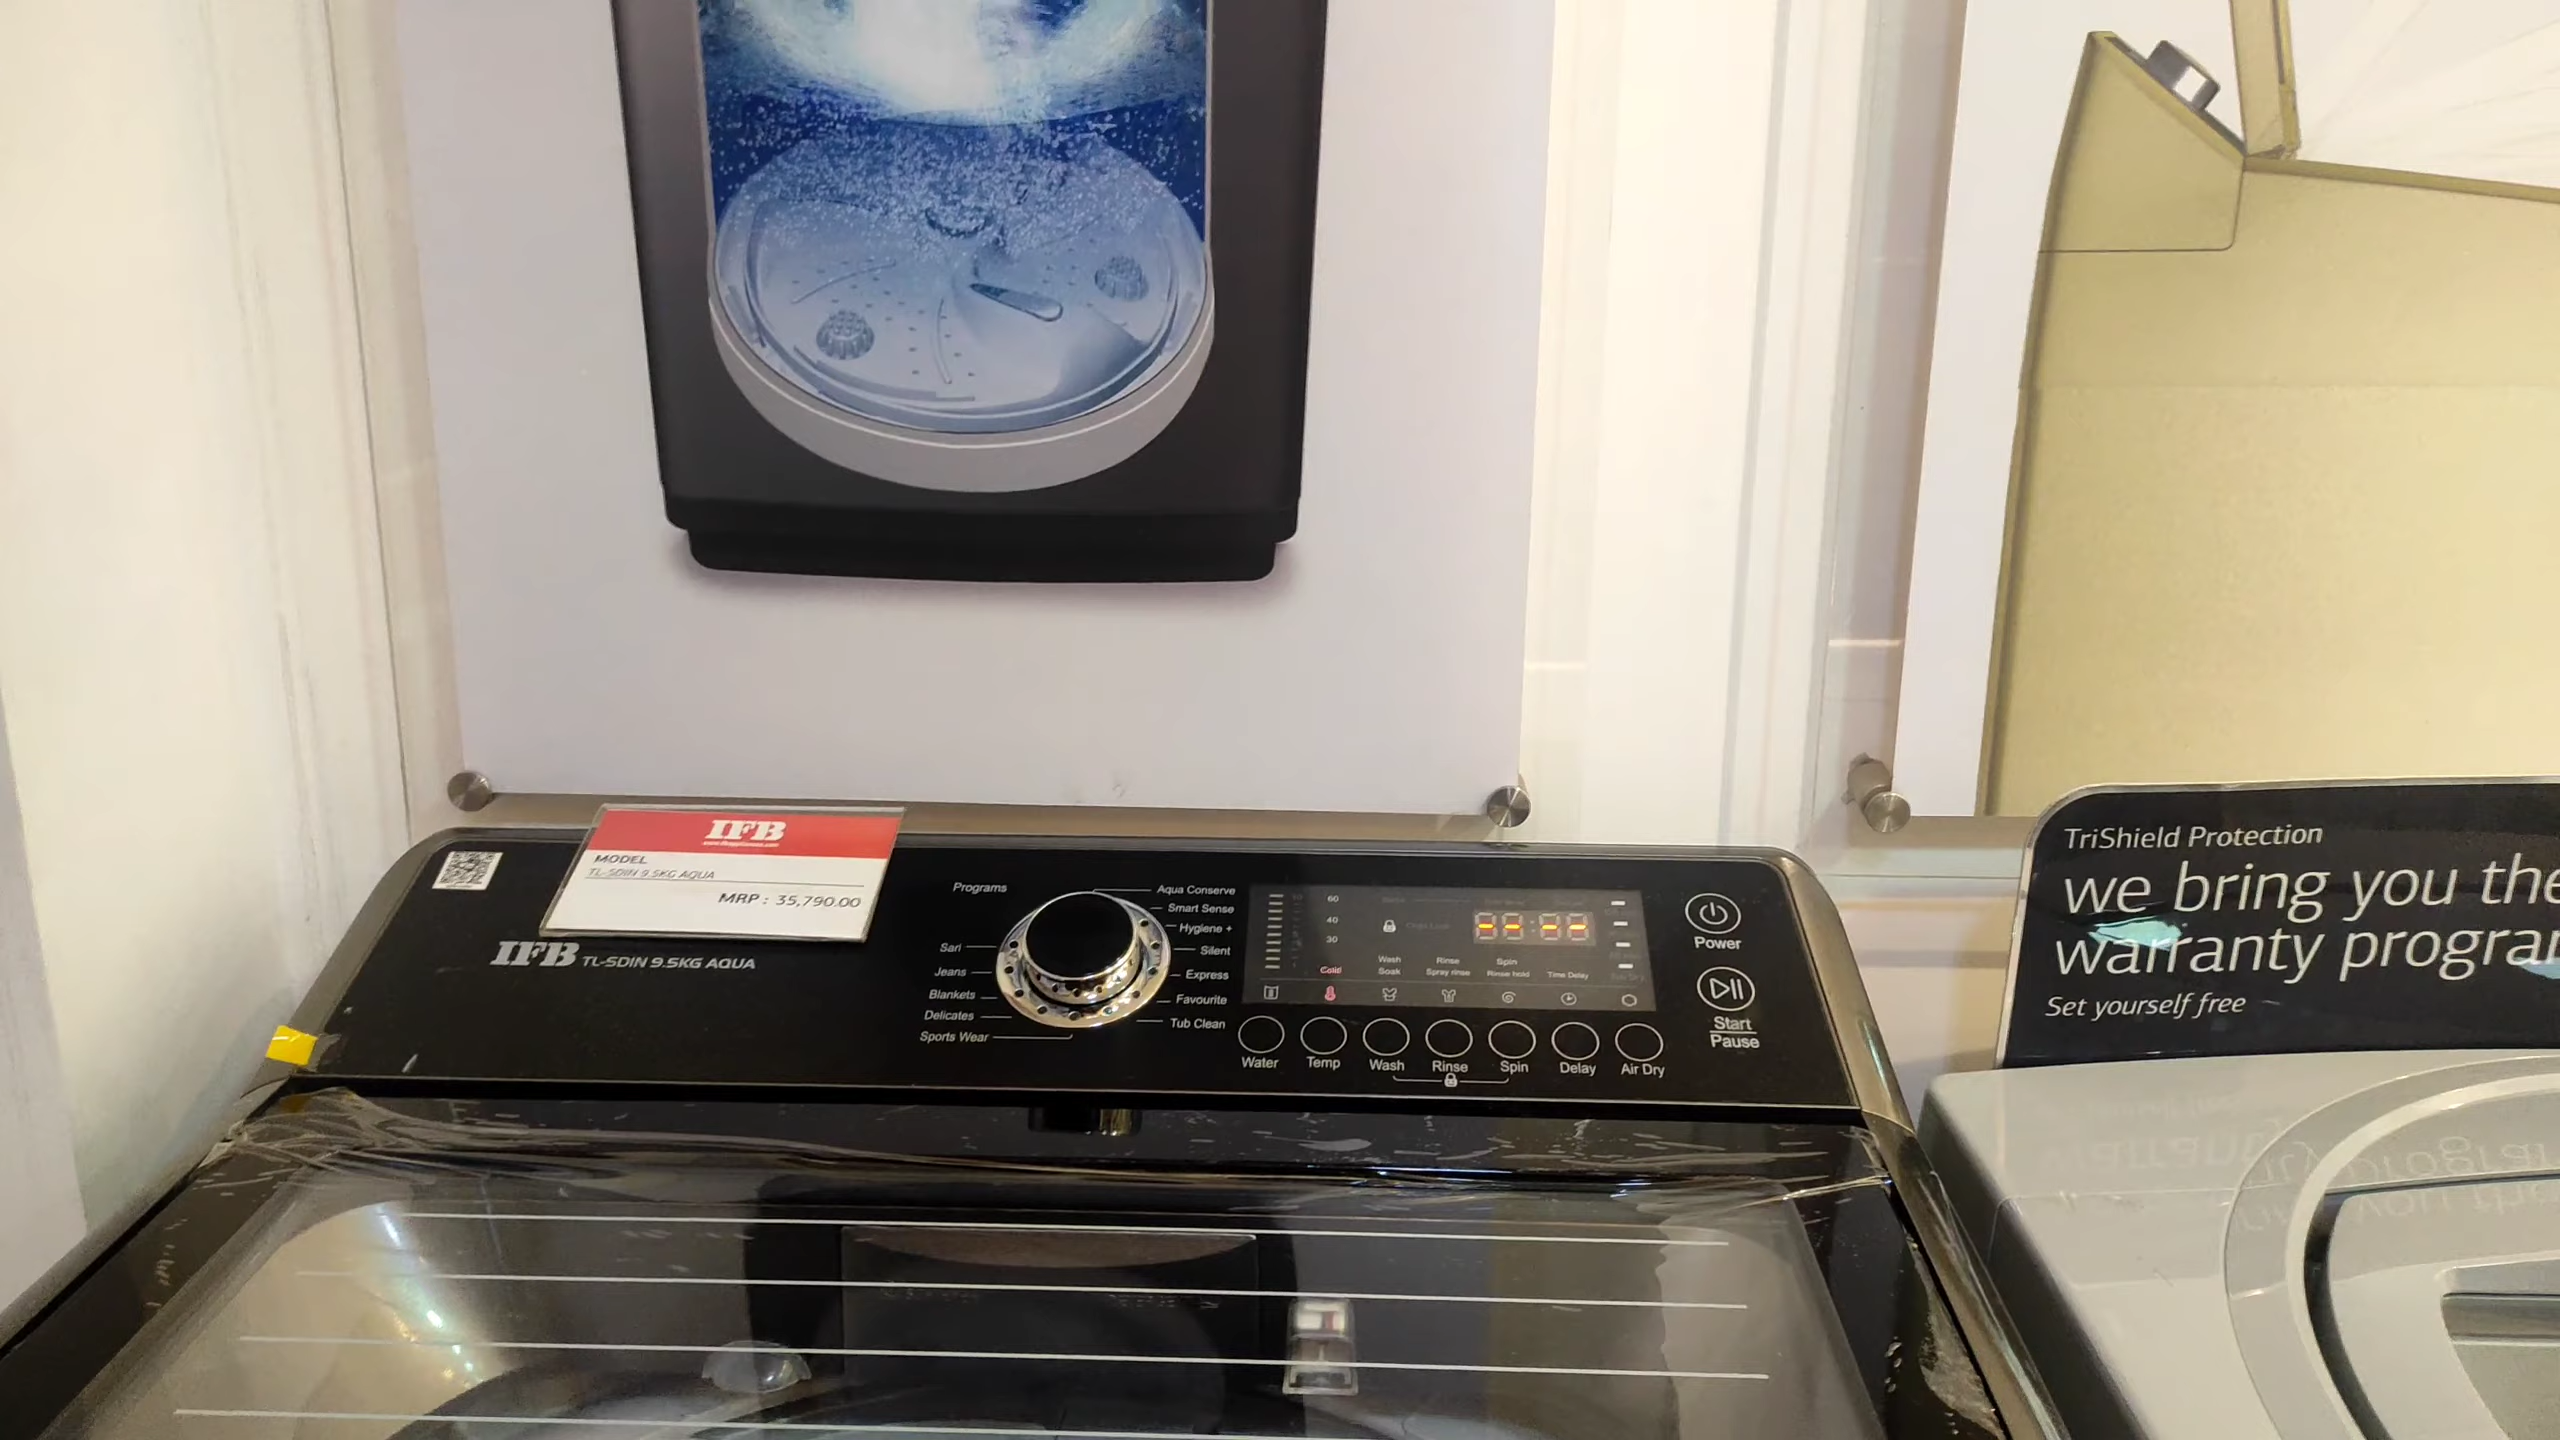 IFB
MODEL
TL-SDIN 9.5KG AQUA
MRP : 35,790.00
IFB TL-SDIN 9.5KG AQUA
Programs
Aqua Conserve
Smart Sense
Hygiene +
Silent
Express
Favourite
Tub Clean
Sari
Jeans
Blankets
Delicates
Sports Wear
60
40
30
Cold
Wash
Soak
Rinse
Spray rinse
Spin
Rinse hold
Time Delay
Water
Temp
Wash
Rinse
Spin
Delay
Air Dry
Power
Start
Pause
TriShield Protection
we bring you the
warranty progra
Set yourself free